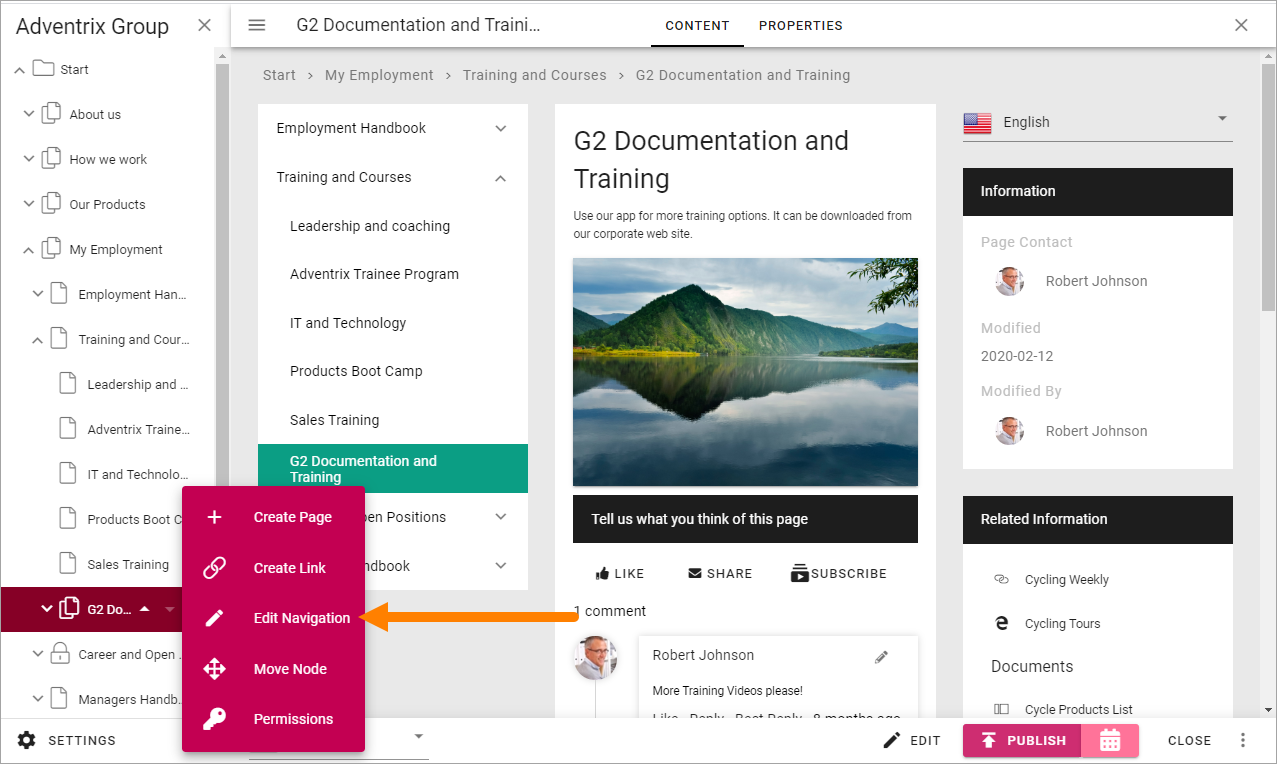 Adventrix Group
Start
About us
How we work
Our Products
My Employment
Employment Han...
Training and Cour...
Leadership and ...
Adventrix Traine...
IT and Technolo...
Products Boot C
Sales Training
G2 Do...
Career and Open ...
Managers Handb...
SETTINGS
Create Page
Create Link
Edit Navigation
Move Node
Permissions
G2 Documentation and Traini...
CONTENT
PROPERTIES
Start > My Employment > Training and Courses > G2 Documentation and Training
Employment Handbook
Training and Courses
Leadership and coaching
Adventrix Trainee Program
IT and Technology
Products Boot Camp
Sales Training
G2 Documentation and
Training
pen Positions
ndbook
G2 Documentation and
Training
Use our app for more training options. It can be downloaded from
our corporate web site.
Tell us what you think of this page
LIKE
SHARE
SUBSCRIBE
1 comment
Robert Johnson
More Training Videos please!
Like Reply Best Reply 8 months ago
English
Information
Page Contact
Robert Johnson
Modified
2020-02-12
Modified By
Robert Johnson
Related Information
Cycling Weekly
Cycling Tours
Documents
Cycle Products List
EDIT
PUBLISH
CLOSE